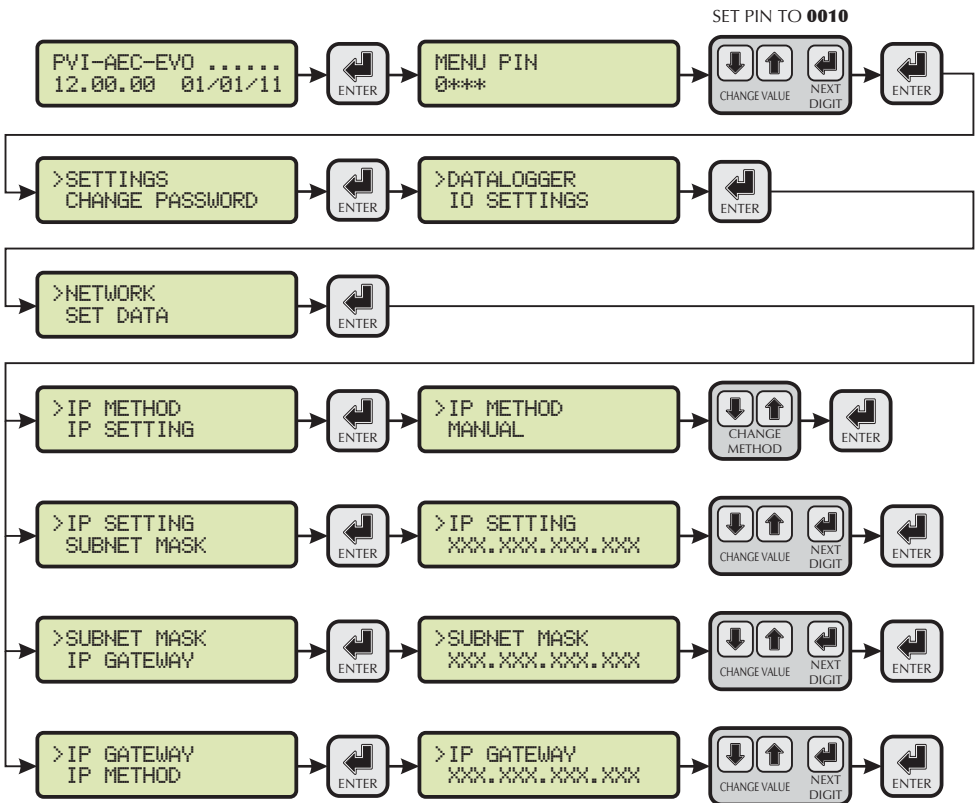 SET PIN TO 0010
PVI-AEC-EVO ......
12.00.00 01/01/11
ENTER
MENU PIN
0***
CHANGE VALUE
NEXT
DIGIT
ENTER
>SETTINGS
CHANGE PASSWORD
ENTER
>DATALOGGER
IO SETTINGS
ENTER
>NETWORK
SET DATA
ENTER
>IP METHOD
IP SETTING
ENTER
>IP METHOD
MANUAL
CHANGE
METHOD
ENTER
>IP SETTING
SUBNET MASK
ENTER
>IP SETTING
XXX.XXX.XXX.XXX
CHANGE VALUE
NEXT
DIGIT
ENTER
>SUBNET MASK
IP GATEWAY
ENTER
>SUBNET MASK
XXX.XXX.XXX.XXX
CHANGE VALUE
NEXT
DIGIT
ENTER
>IP GATEWAY
IP METHOD
ENTER
>IP GATEWAY
XXX.XXX.XXX.XXX
CHANGE VALUE
NEXT
DIGIT
ENTER